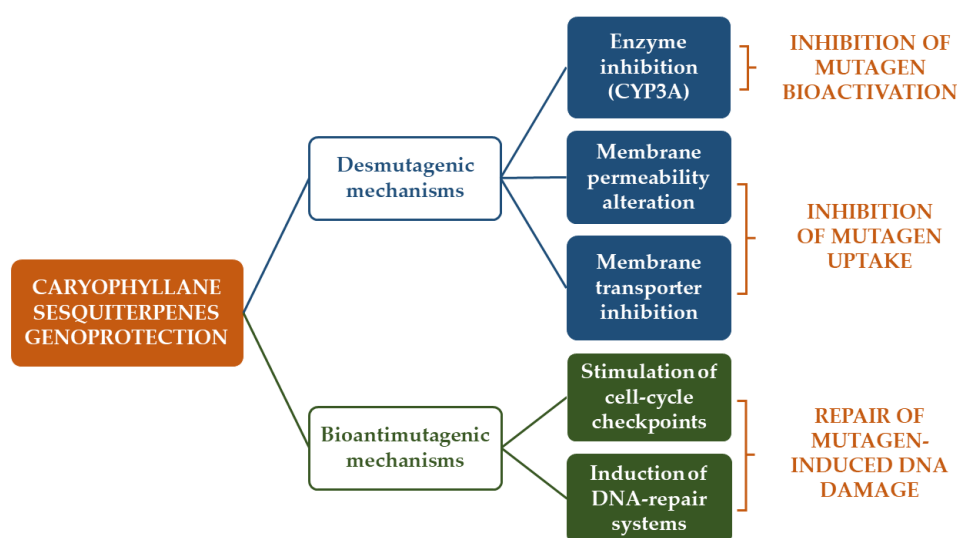 CARYOPHYLLANE
SESQUITERPENES
GENOPROTECTION
Desmutagenic
mechanisms
Enzyme
inhibition
(CYP3A)
INHIBITION OF
MUTAGEN
BIOACTIVATION
Membrane
permeability
alteration
Membrane
transporter
inhibition
INHIBITION
OF MUTAGEN
UPTAKE
Bioantimutagenic
mechanisms
Stimulation of
cell-cycle
checkpoints
Induction of
DNA-repair
systems
REPAIR OF
MUTAGEN-
INDUCED DNA
DAMAGE